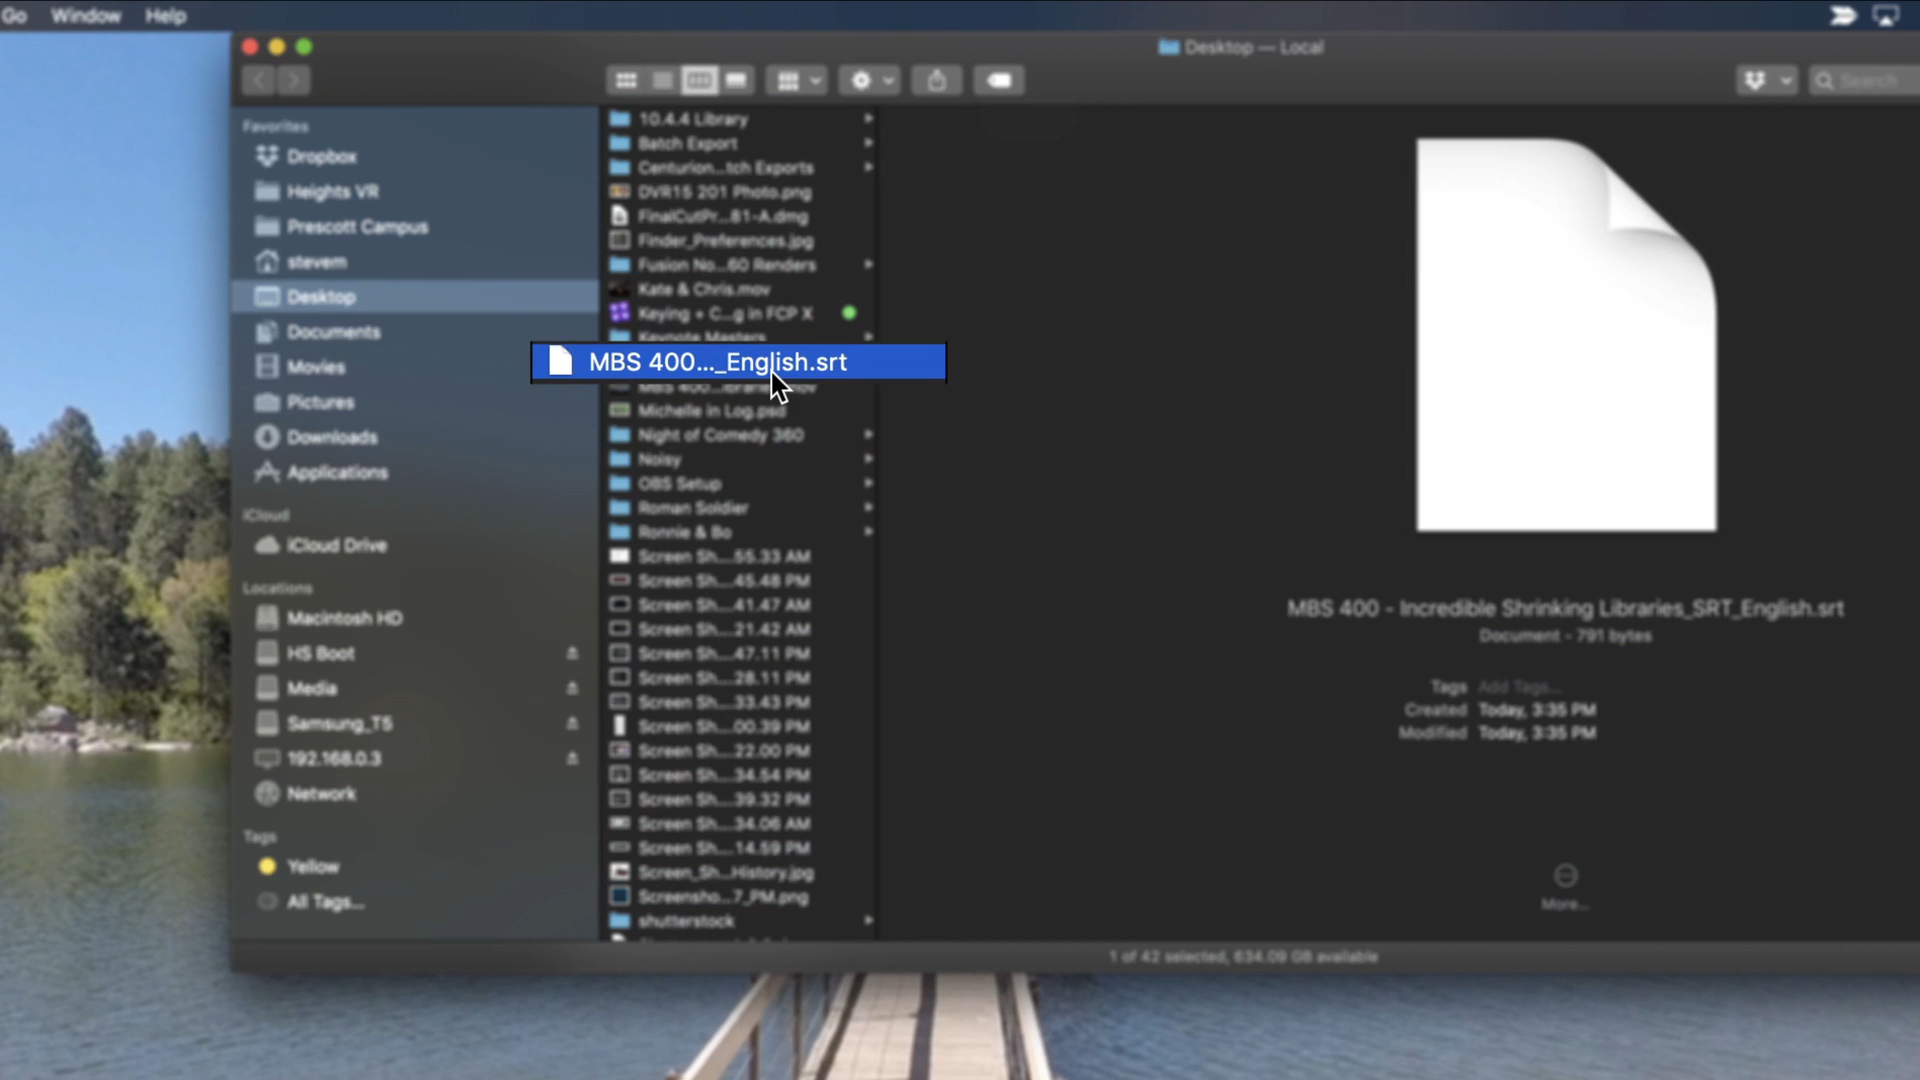 Go Window Help
Desktop — Local
Search
Favorites
Dropbox
Heights VR
Prescott Campus
stevem
Desktop
Documents
Movies
Pictures
Downloads
Applications
iCloud
iCloud Drive
Locations
Macintosh HD
HS Boot
Media
Samsung_T5
192.168.0.3
Network
Tags
Yellow
All Tags...
10.4.4 Library
Batch Export
Centurion...tch Exports
DVR15 201 Photo.png
FinalCutPr...81-A.dmg
Finder_Preferences.jpg
Fusion No...60 Renders
Kate & Chris.mov
Keying + C...g in FCP X
Keynote Masters
MBS 400..._English.srt
MBS 400...ibraries.mov
Michelle in Log.psd
Night of Comedy 360
Noisy
OBS Setup
Roman Soldier
Ronnie & Bo
Screen Sh....55.33 AM
Screen Sh....45.48 PM
Screen Sh....41.47 AM
Screen Sh....21.42 AM
Screen Sh....47.11 PM
Screen Sh....28.11 PM
Screen Sh....33.43 PM
Screen Sh....00.39 PM
Screen Sh....22.00 PM
Screen Sh....34.54 PM
Screen Sh....39.32 PM
Screen Sh....34.06 AM
Screen Sh....14.59 PM
Screen_Sh...History.jpg
Screensho...7_PM.png
shutterstock
MBS 400 - Incredible Shrinking Libraries_SRT_English.srt
Document - 791 bytes
Tags Add Tags...
Created Today, 3:35 PM
Modified Today, 3:35 PM
More...
1 of 42 selected, 634.09 GB available